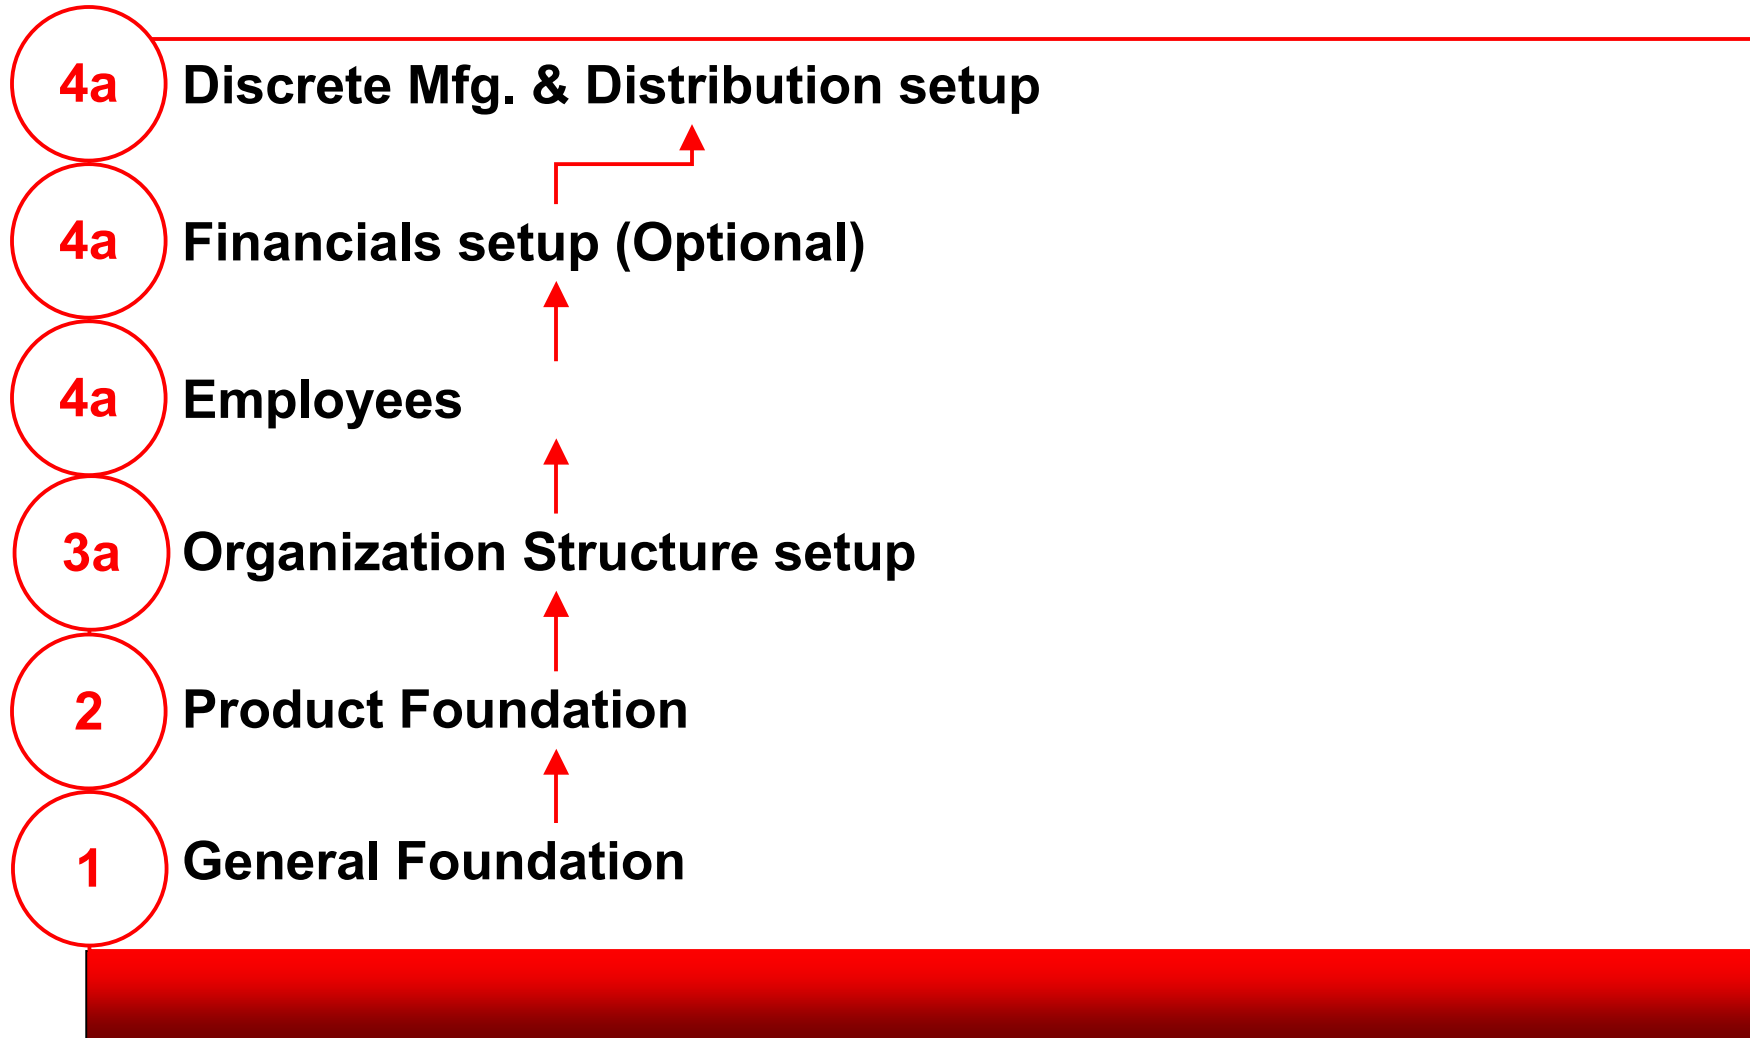 4a Discrete Mfg. & Distribution setup
4a Financials setup (Optional)
4a Employees
3a Organization Structure setup
2 Product Foundation
1 General Foundation